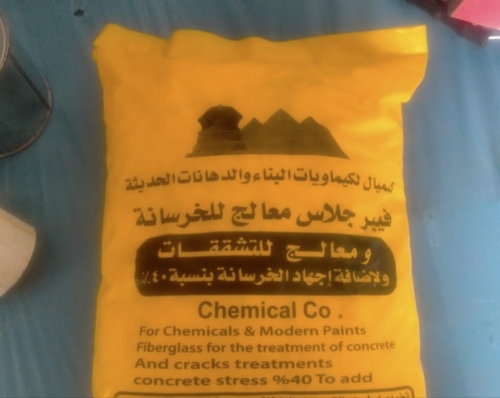 لكيماويات البناء والدهانات الحديثة
فيبر جلاس معالج للخرسانة
ومعالج للتشققات
ولإضافة إجهاد الخرسانة بنسبة ٤٠٪
Chemical Co .
For Chemicals & Modern Paints
Fiberglass for the treatment of concrete
And cracks treatments
concrete stress %40 To add